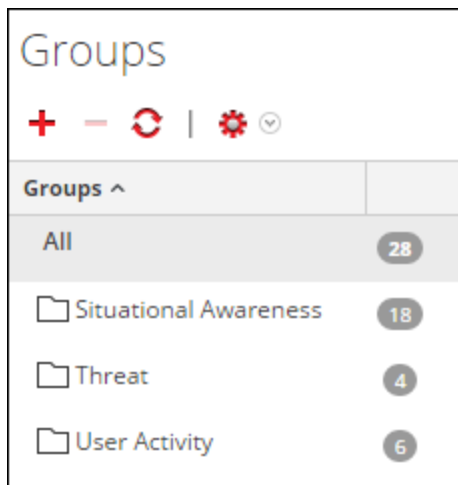 Groups
Groups
All 28
Situational Awareness 18
Threat 4
User Activity 6